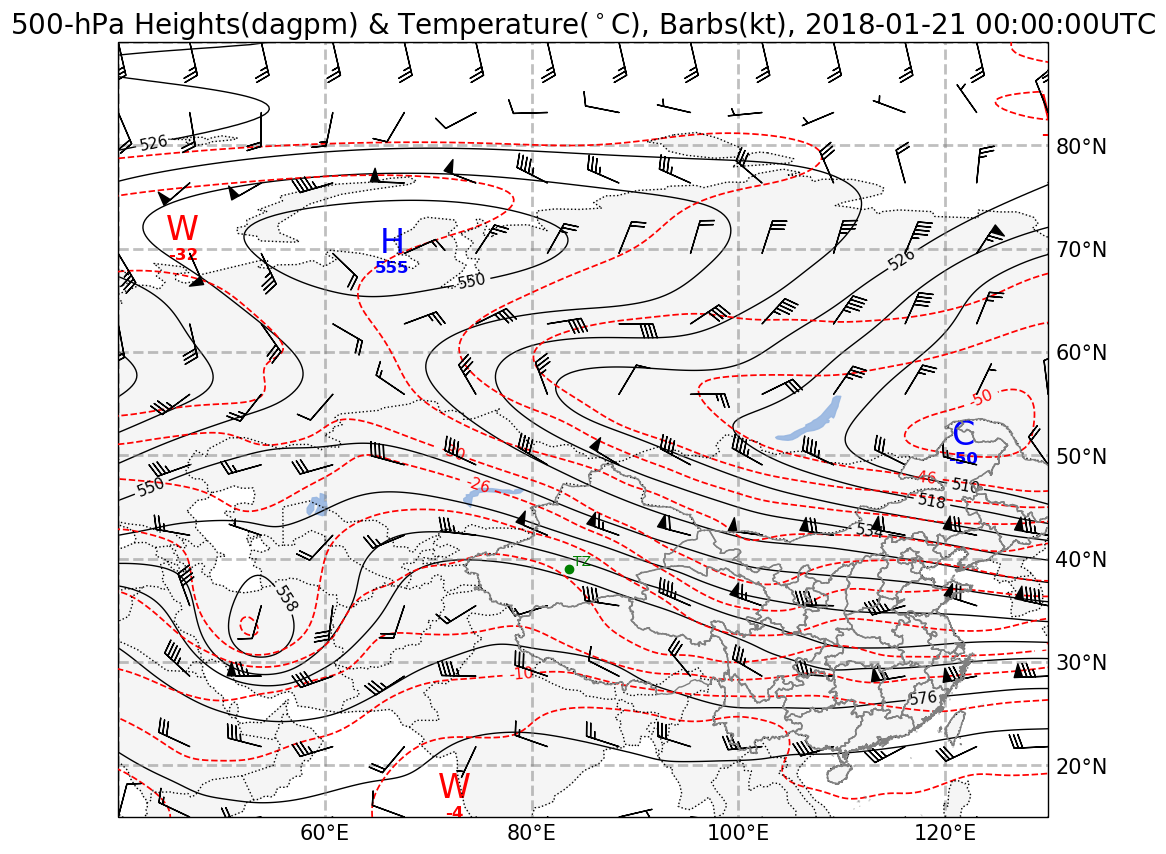 500-hPa Heights(dagpm) & Temperature(°C), Barbs(kt), 2018-01-21 00:00:00UTC
526
80°N
W
-32
H
555
70°N
526
550
60°N
-50
C
-50
50°N
-30
-46
510
550
-26
518
534
40°N
TZ
558
30°N
-10
576
20°N
W
-4
60°E
80°E
100°E
120°E